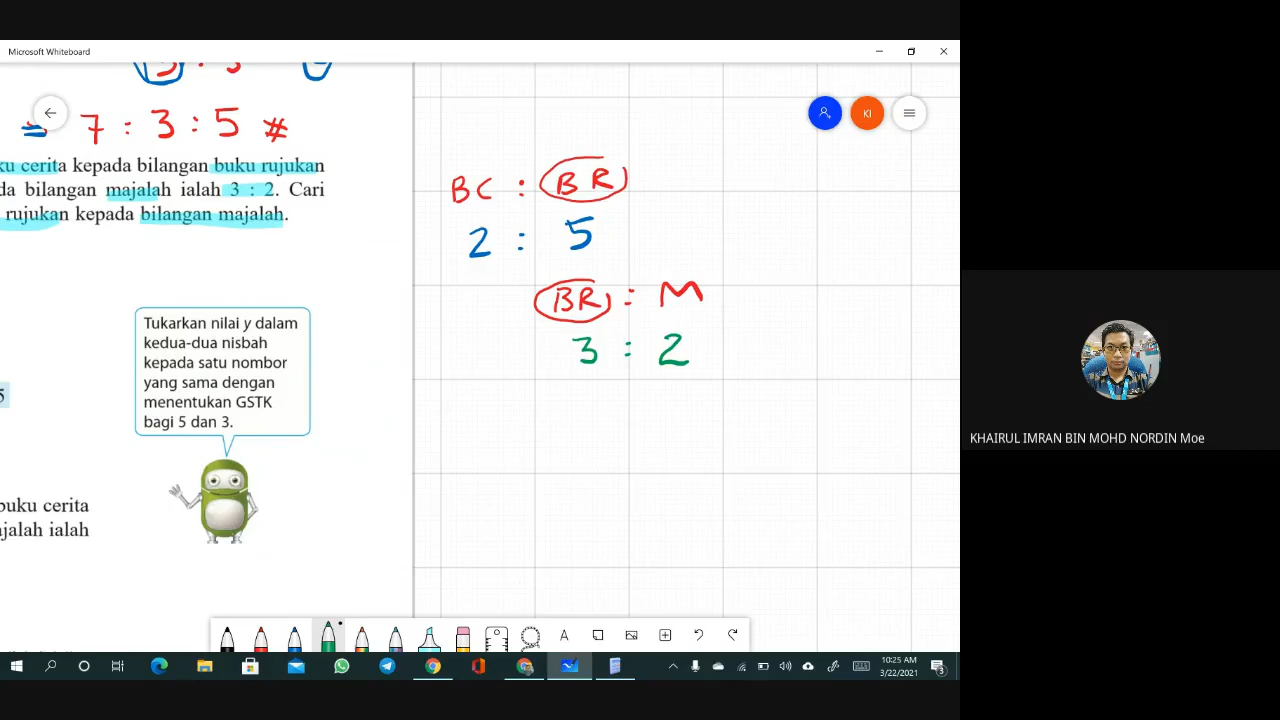 Microsoft Whiteboard
7 : 3 : 5 *
ku cerita kepada bilangan buku rujukan
da bilangan majalah ialah 3 : 2. Cari
rujukan kepada bilangan majalah.
BC : BR
2 : 5
BR : M
3 : 2
Tukarkan nilai y dalam
kedua-dua nisbah
kepada satu nombor
yang sama dengan
menentukan GSTK
bagi 5 dan 3.
5
buku cerita
ajalah ialah
KI
KHAIRUL IMRAN BIN MOHD NORDIN Moe
A
10:25 AM
3/22/2021
3